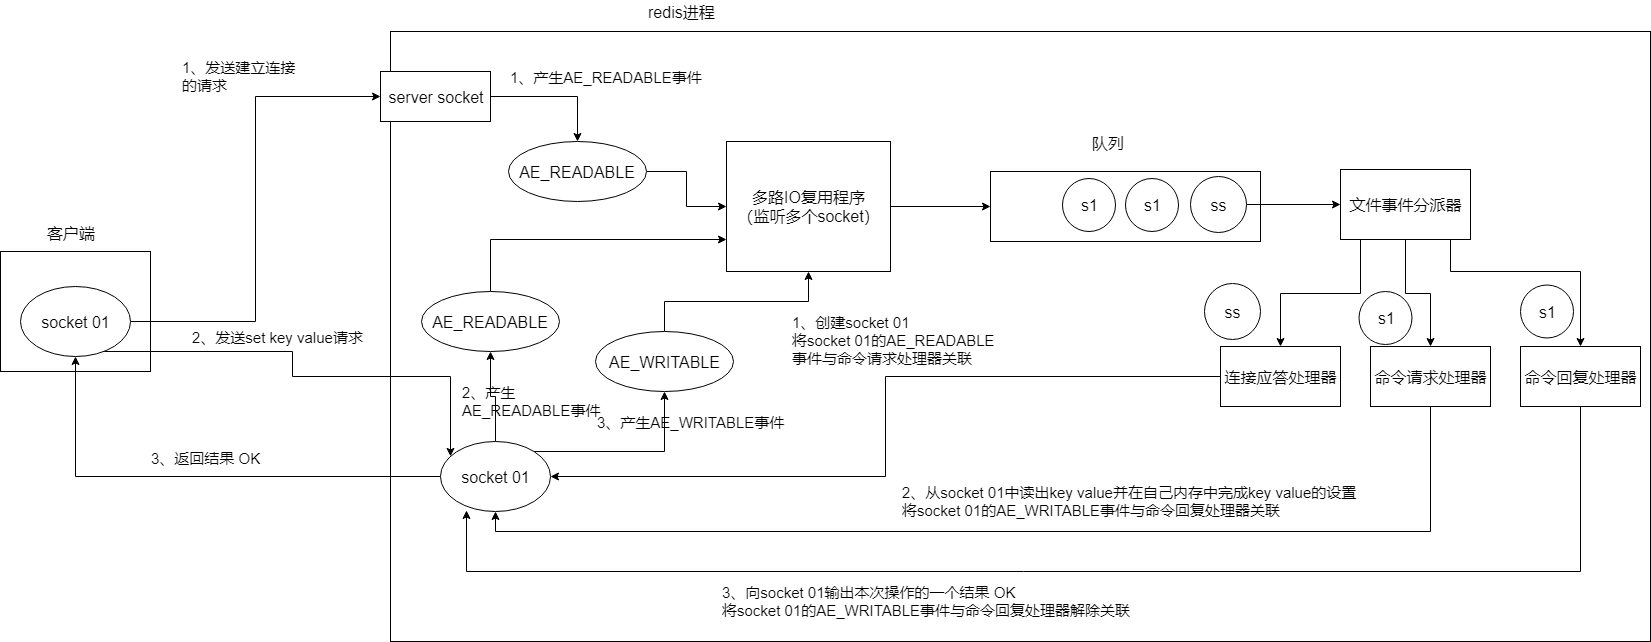 redis进程
1、发送建立连接
的请求
server socket
1、产生AE_READABLE事件
AE_READABLE
多路IO复用程序
（监听多个socket）
队列
s1
s1
ss
文件事件分派器
客户端
socket 01
2、发送set key value请求
AE_READABLE
AE_WRITABLE
1、创建socket 01
将socket 01的AE_READABLE
事件与命令请求处理器关联
ss
s1
s1
连接应答处理器
命令请求处理器
命令回复处理器
2、产生
AE_READABLE事件
3、产生AE_WRITABLE事件
3、返回结果 OK
socket 01
2、从socket 01中读出key value并在自己内存中完成key value的设置
将socket 01的AE_WRITABLE事件与命令回复处理器关联
3、向socket 01输出本次操作的一个结果 OK
将socket 01的AE_WRITABLE事件与命令回复处理器解除关联